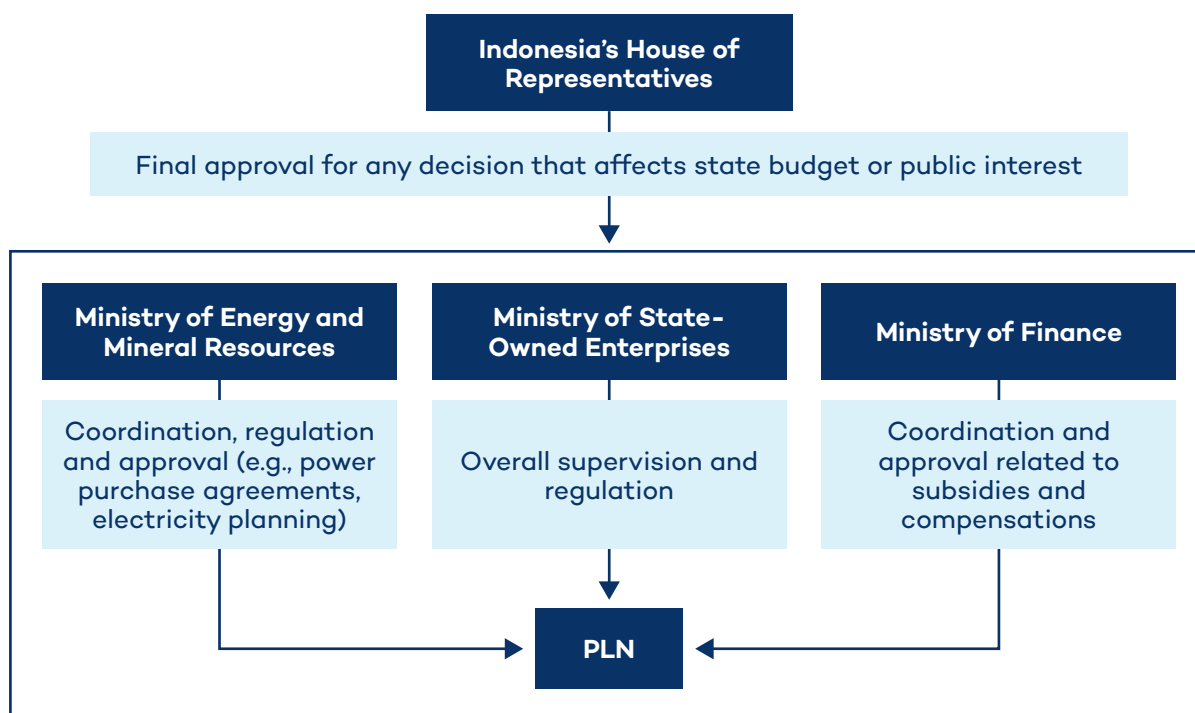 Indonesia’s House of
Representatives
Final approval for any decision that affects state budget or public interest
Ministry of Energy and
Mineral Resources
Coordination, regulation
and approval (e.g., power
purchase agreements,
electricity planning)
Ministry of State-
Owned Enterprises
Overall supervision and
regulation
Ministry of Finance
Coordination and
approval related to
subsidies and
compensations
PLN